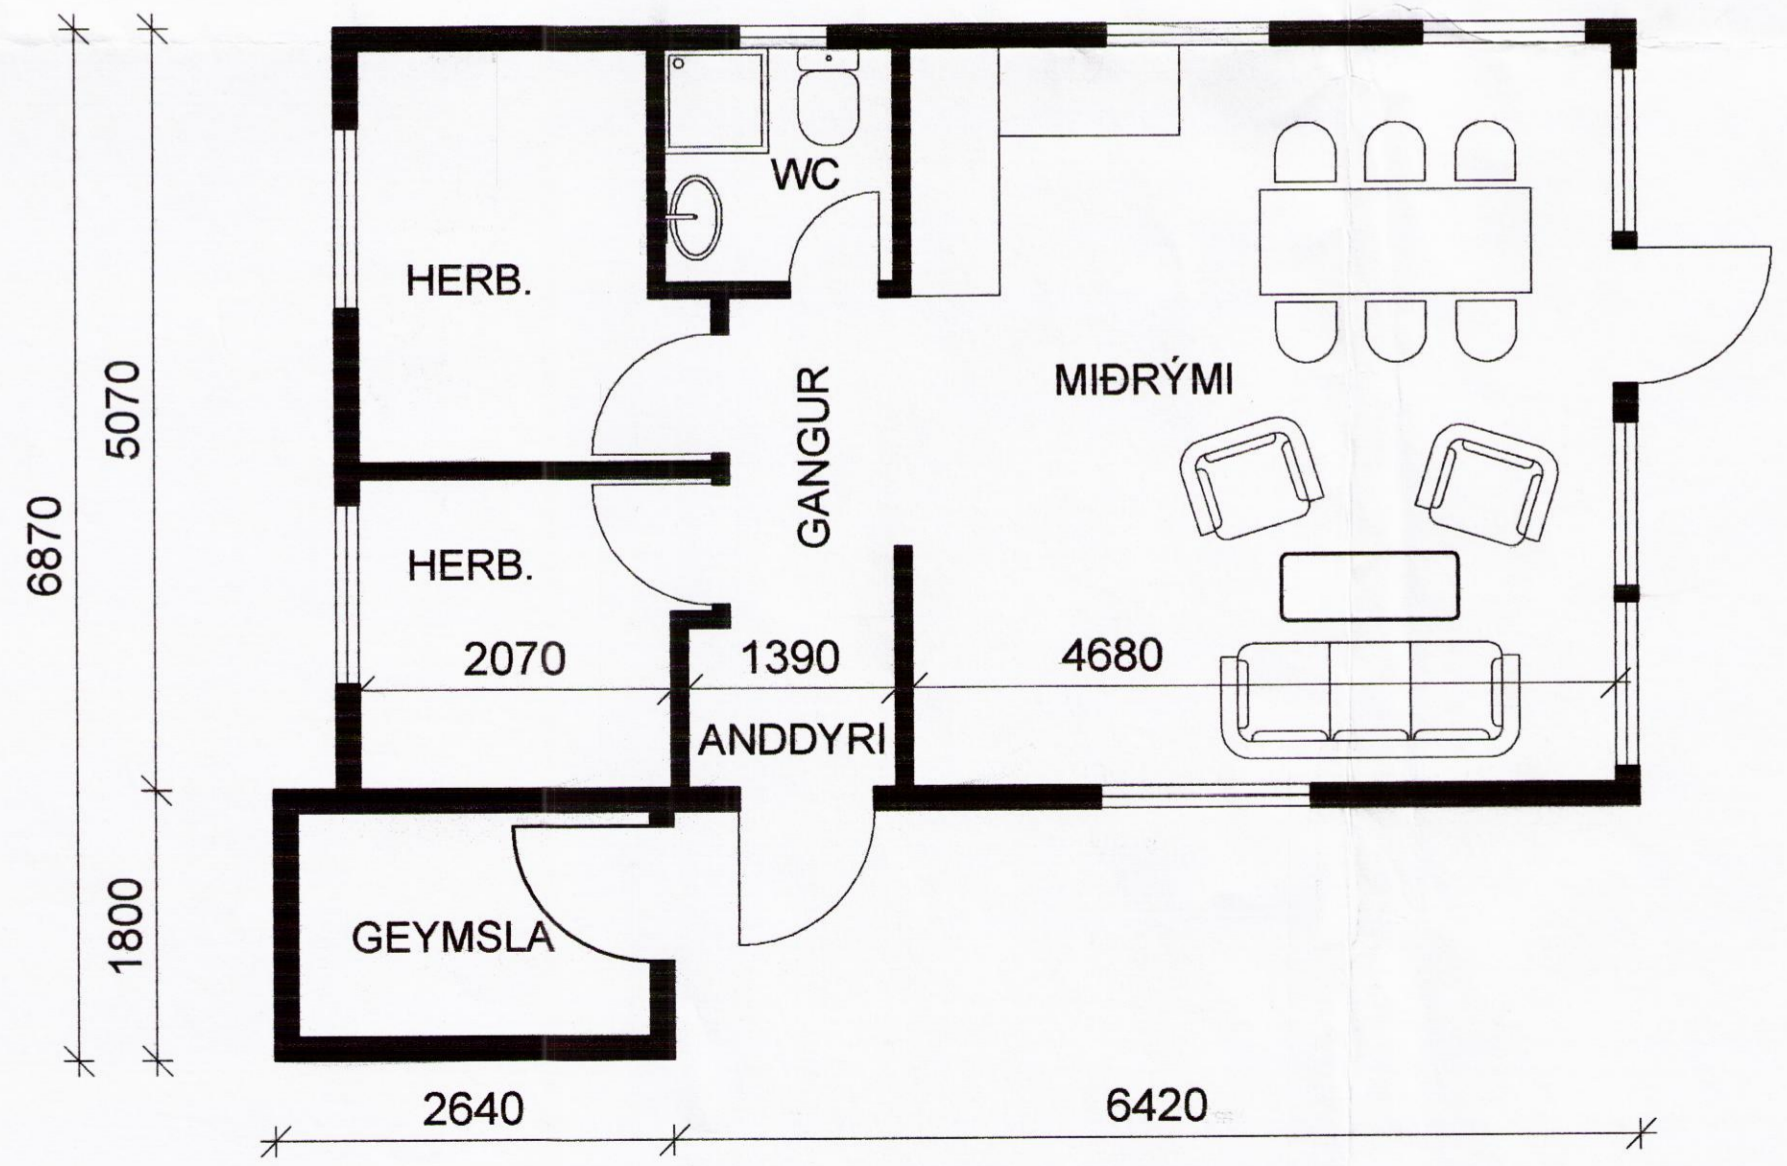 WC
HERB.
MIÐRÝMI
GANGUR
5070
6870
HERB.
2070
1390
4680
ANDDYRI
1800
GEYMSLA
2640
6420